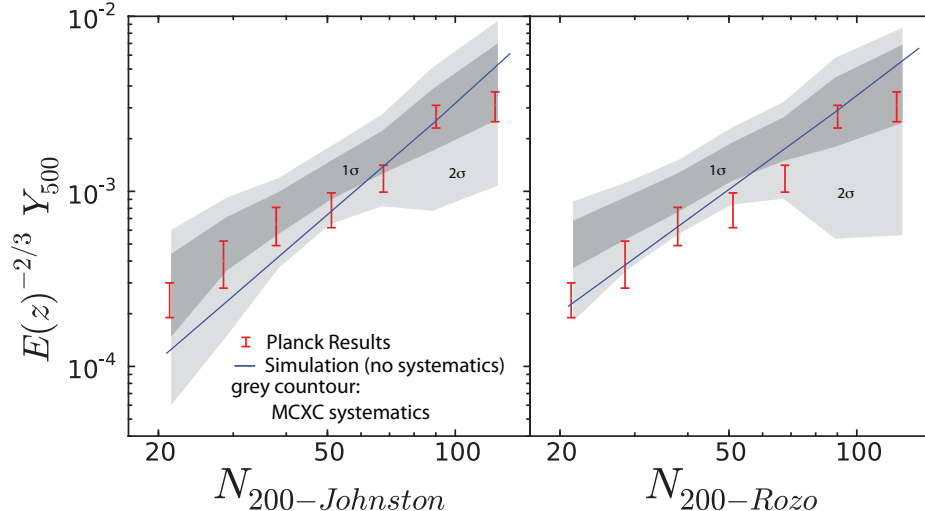 10⁻²
10⁻³
10⁻⁴
E(z)⁻²/³ Y₅₀₀
1σ
2σ
1σ
2σ
Planck Results
Simulation (no systematics)
grey countour:
MCXC systematics
20 50 100
20 50 100
N₂₀₀₋Johnston
N₂₀₀₋Rozo